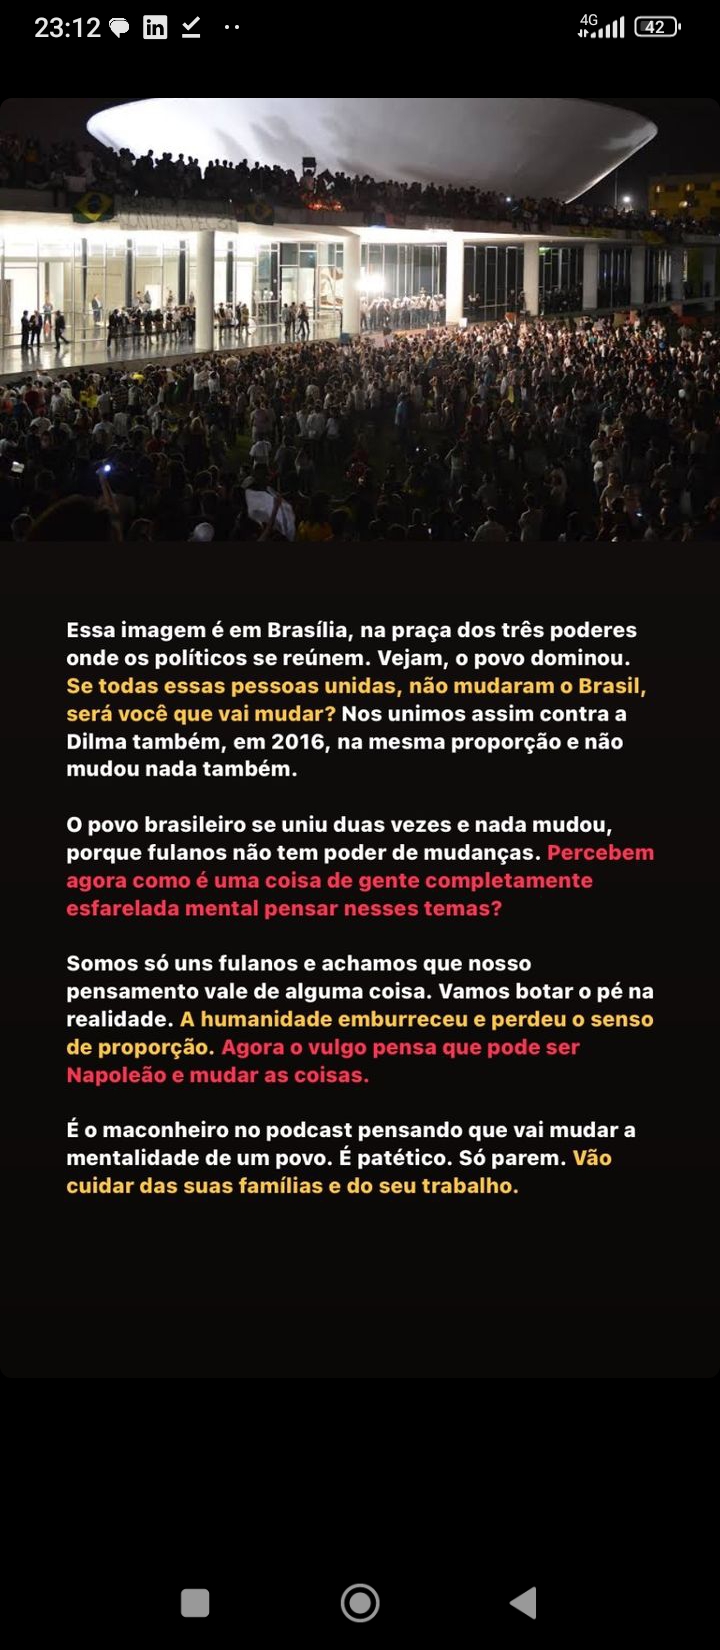 23:12
in
4G
42
Essa imagem é em Brasília, na praça dos três poderes
onde os políticos se reúnem. Vejam, o povo dominou.
Se todas essas pessoas unidas, não mudaram o Brasil,
será você que vai mudar? Nos unimos assim contra a
Dilma também, em 2016, na mesma proporção e não
mudou nada também.
O povo brasileiro se uniu duas vezes e nada mudou,
porque fulanos não tem poder de mudanças. Percebem
agora como é uma coisa de gente completamente
esfarelada mental pensar nesses temas?
Somos só uns fulanos e achamos que nosso
pensamento vale de alguma coisa. Vamos botar o pé na
realidade. A humanidade emburreceu e perdeu o senso
de proporção. Agora o vulgo pensa que pode ser
Napoleão e mudar as coisas.
É o maconheiro no podcast pensando que vai mudar a
mentalidade de um povo. É patético. Só parem. Vão
cuidar das suas famílias e do seu trabalho.